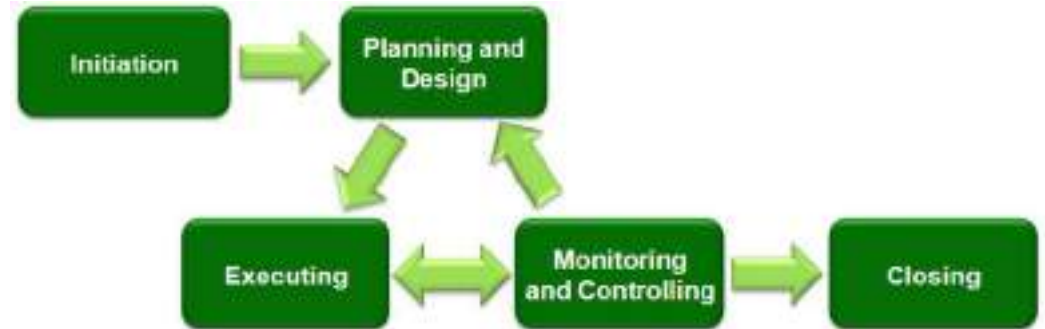 Initiation
Planning and
Design
Executing
Monitoring
and Controlling
Closing